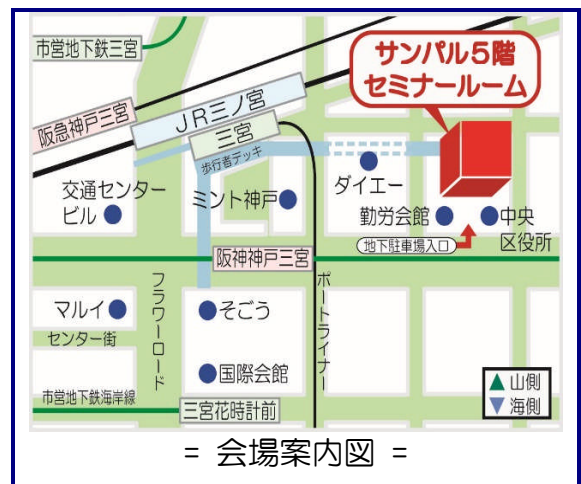 市営地下鉄三宮
サンパル5階
セミナールーム
阪急神戸三宮
JR三ノ宮
三宮
歩行者デッキ
交通センター
ビル
ミント神戸
ダイエー
勤労会館
中央
区役所
地下駐車場入口
阪神神戸三宮
マルイ
センター街
フラワーロード
そごう
ポートライナー
国際会館
市営地下鉄海岸線
三宮花時計前
▲山側
▼海側
= 会場案内図 =